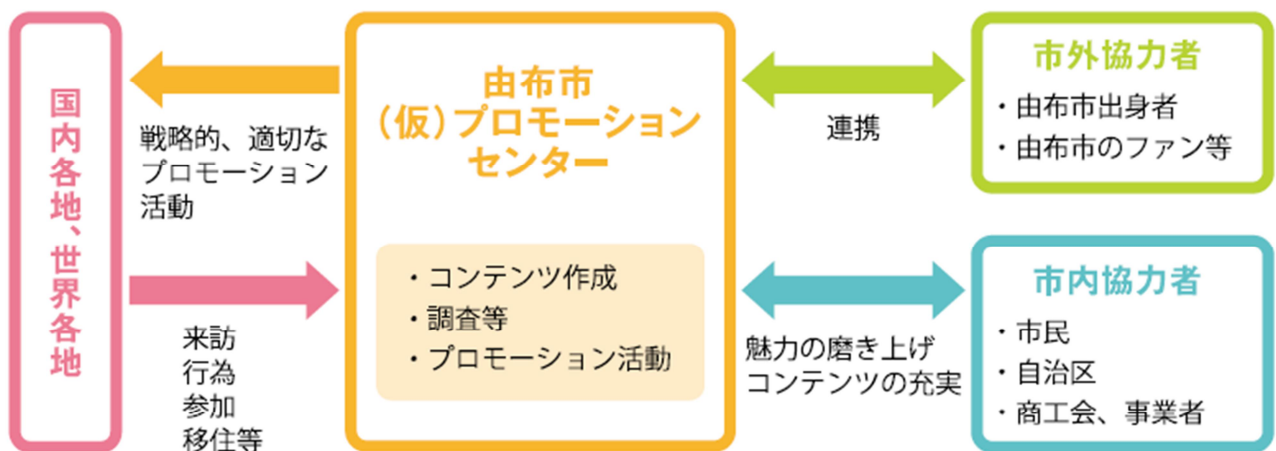 国内各地、世界各地
戦略的、適切な
プロモーション
活動
来訪
行為
参加
移住等
由布市
（仮）プロモーション
センター
・コンテンツ作成
・調査等
・プロモーション活動
連携
魅力の磨き上げ
コンテンツの充実
市外協力者
・由布市出身者
・由布市のファン等
市内協力者
・市民
・自治区
・商工会、事業者